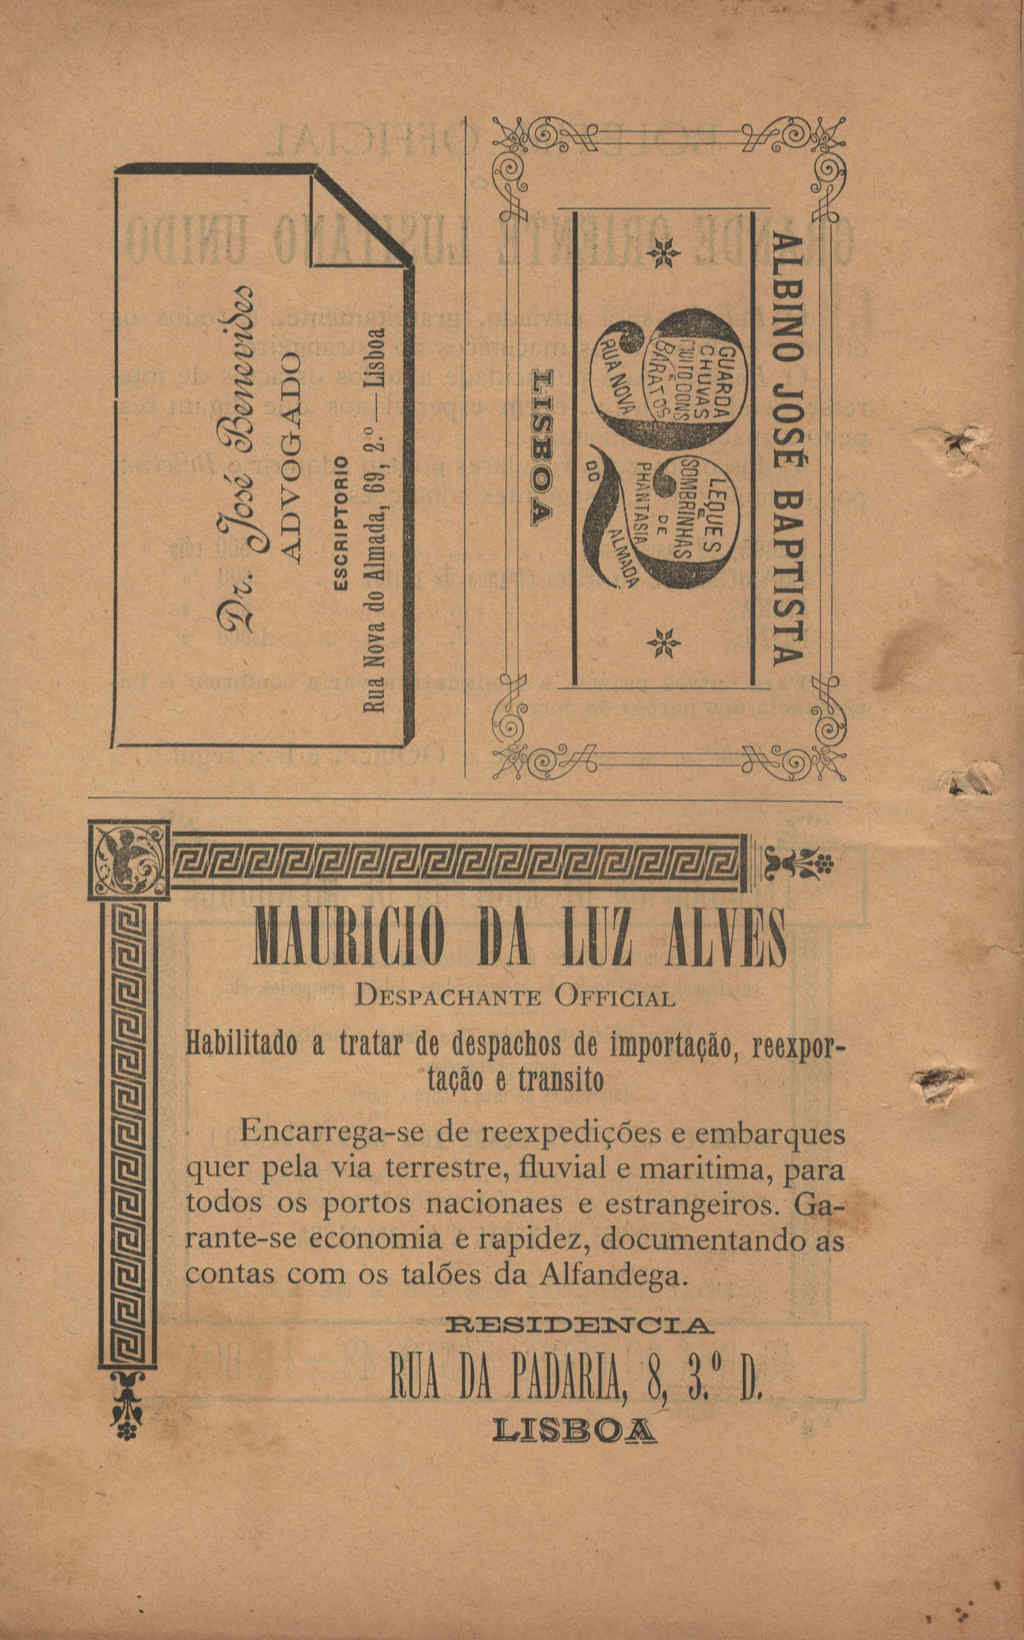 Dr. José Benevides
ADVOGADO
ESCRIPTORIO
Rua Nova do Almada, 69, 2.º—Lisboa
ALBINO JOSÉ BAPTISTA
GUARDA
CHUVAS
MUITO BONS
E
BARATOS
RUA NOVA
LEQUES
E
SOMBRINHAS
DE
PHANTASIA
DO
ALMADA
LISBOA
MAURICIO DA LUZ ALVES
DESPACHANTE OFFICIAL
Habilitado a tratar de despachos de importação, reexpor-
tação e transito
Encarrega-se de reexpedições e embarques
quer pela via terrestre, fluvial e maritima, para
todos os portos nacionaes e estrangeiros. Ga-
rante-se economia e rapidez, documentando as
contas com os talões da Alfandega.
RESIDENCIA
RUA DA PADARIA, 8, 3.º D.
LISBOA